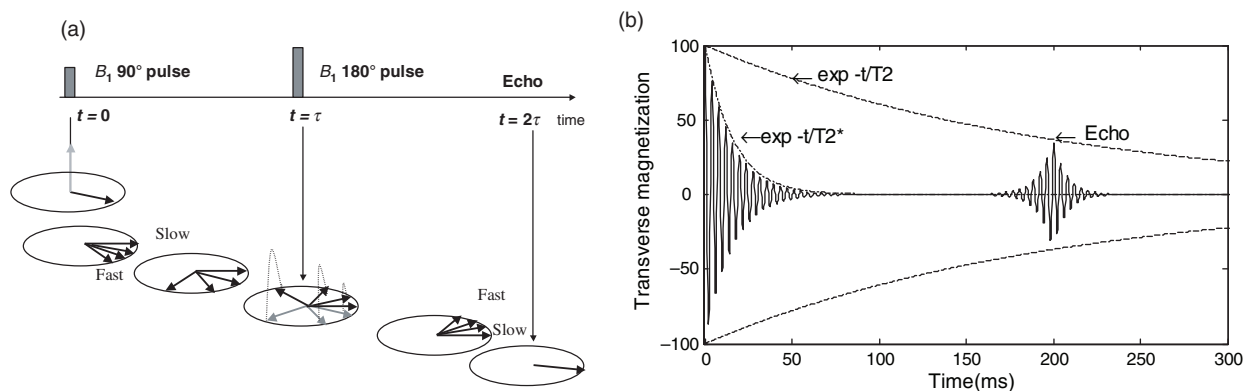 (a)
B₁ 90° pulse
B₁ 180° pulse
Echo
t = 0
t = τ
t = 2τ
time
Slow
Fast
Fast
Slow
(b)
Transverse magnetization
100
50
0
−50
−100
exp -t/T2
exp -t/T2*
Echo
0
50
100
150
200
250
300
Time(ms)